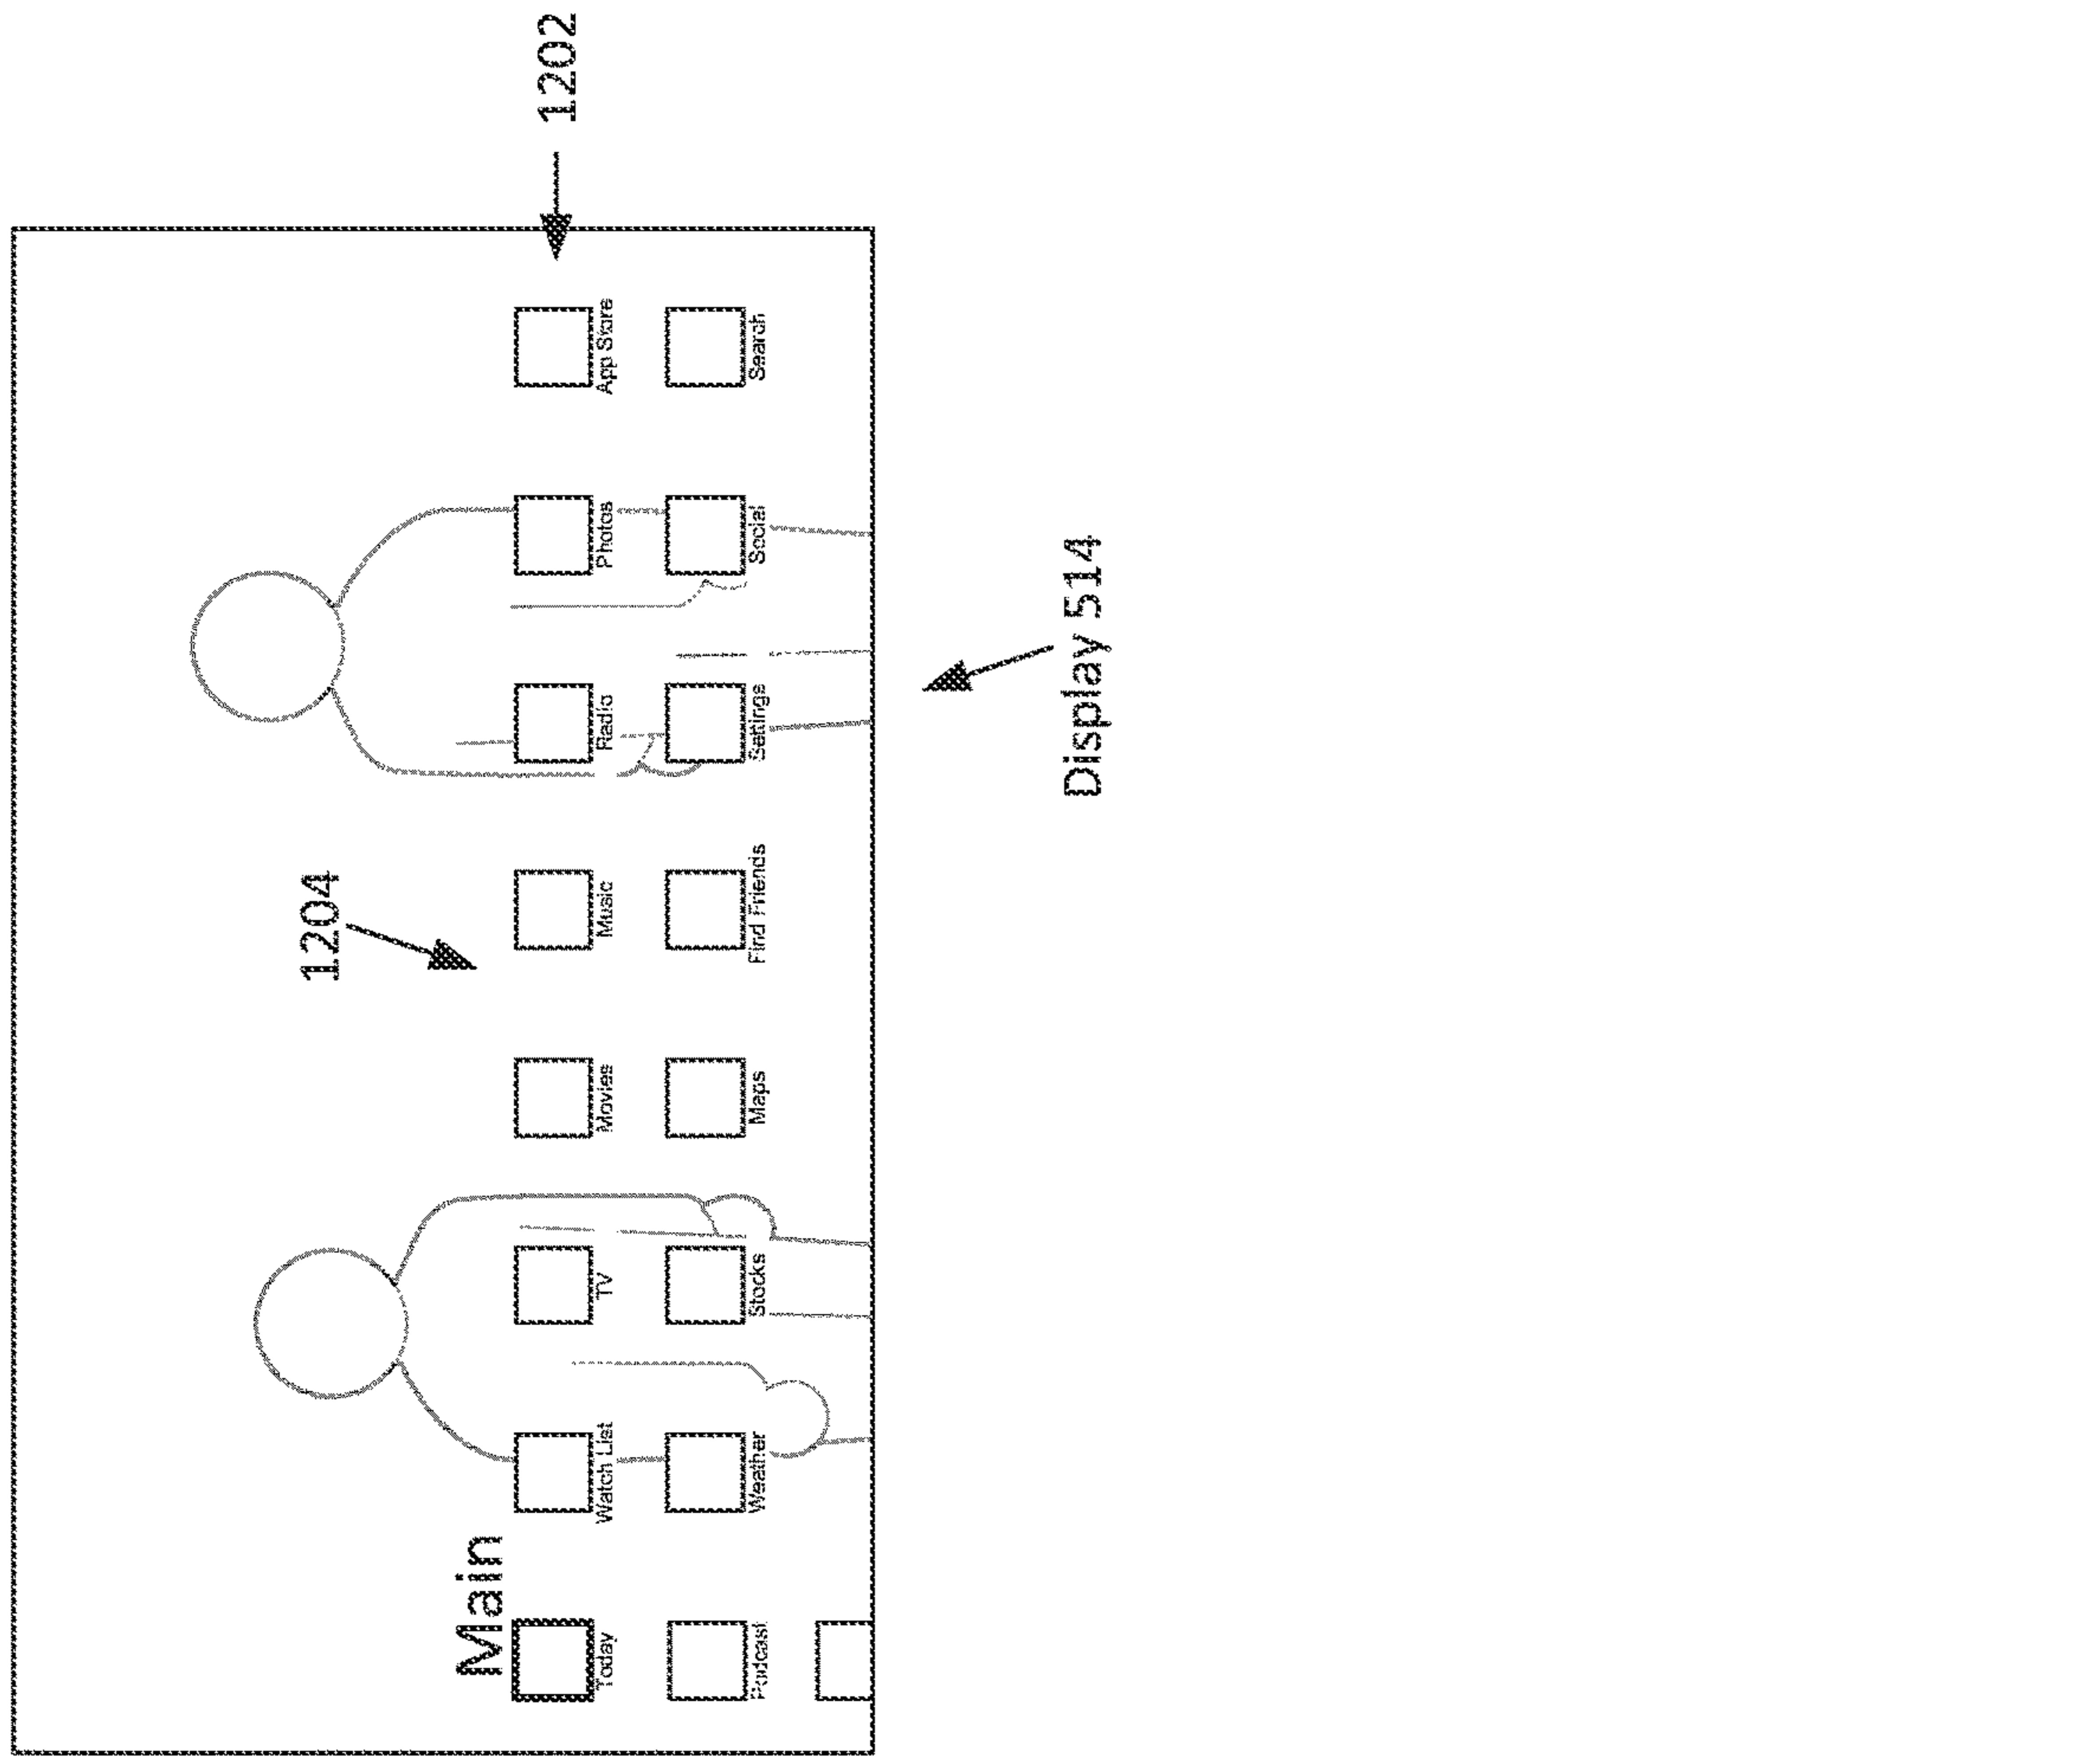 1204
Main
Today Watch List TV Movies Music Radio Photos App Store
1202
Podcast Weather Stocks Maps Find Friends Settings Social Search
Display 514